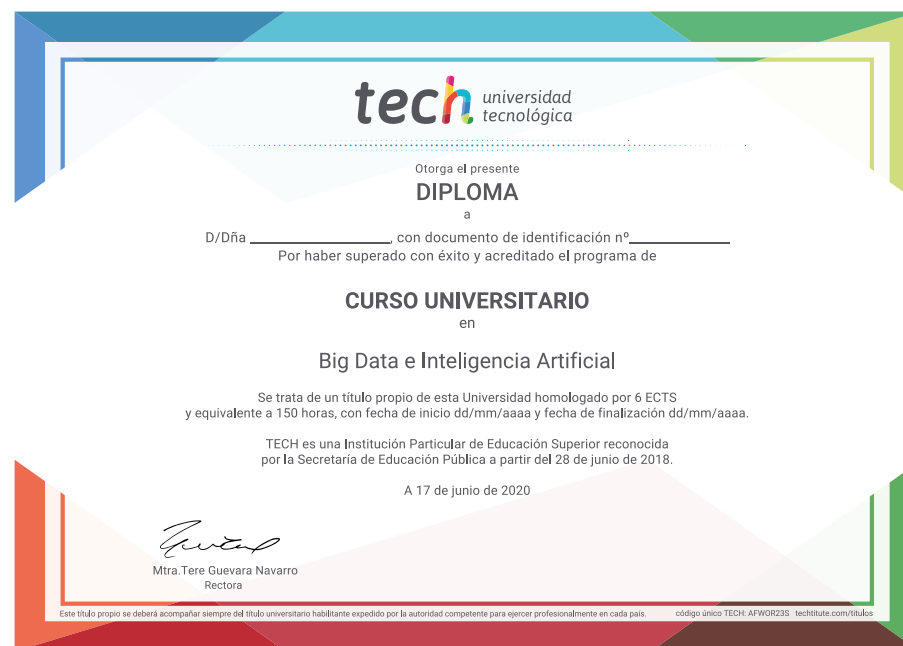 tech universidad
tecnológica
Otorga el presente
DIPLOMA
a
D/Dña ____________________, con documento de identificación nº______________
Por haber superado con éxito y acreditado el programa de
CURSO UNIVERSITARIO
en
Big Data e Inteligencia Artificial
Se trata de un título propio de esta Universidad homologado por 6 ECTS
y equivalente a 150 horas, con fecha de inicio dd/mm/aaaa y fecha de finalización dd/mm/aaaa.
TECH es una Institución Particular de Educación Superior reconocida
por la Secretaría de Educación Pública a partir del 28 de junio de 2018.
A 17 de junio de 2020
Mtra.Tere Guevara Navarro
Rectora
Este título propio se deberá acompañar siempre del título universitario habilitante expedido por la autoridad competente para ejercer profesionalmente en cada país. código único TECH: AFWOR23S techtitute.com/titulos